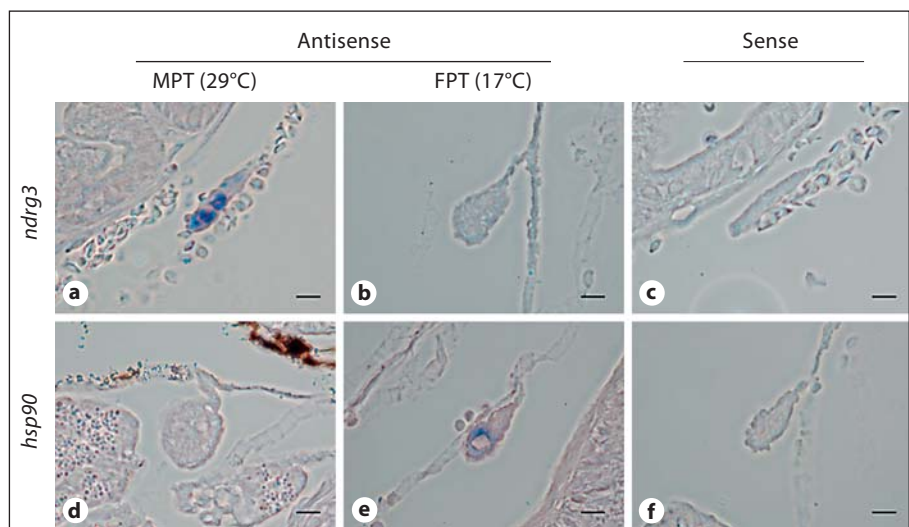 Antisense Sense
MPT (29°C) FPT (17°C)
ndrg3
a b c
hsp90
d e f